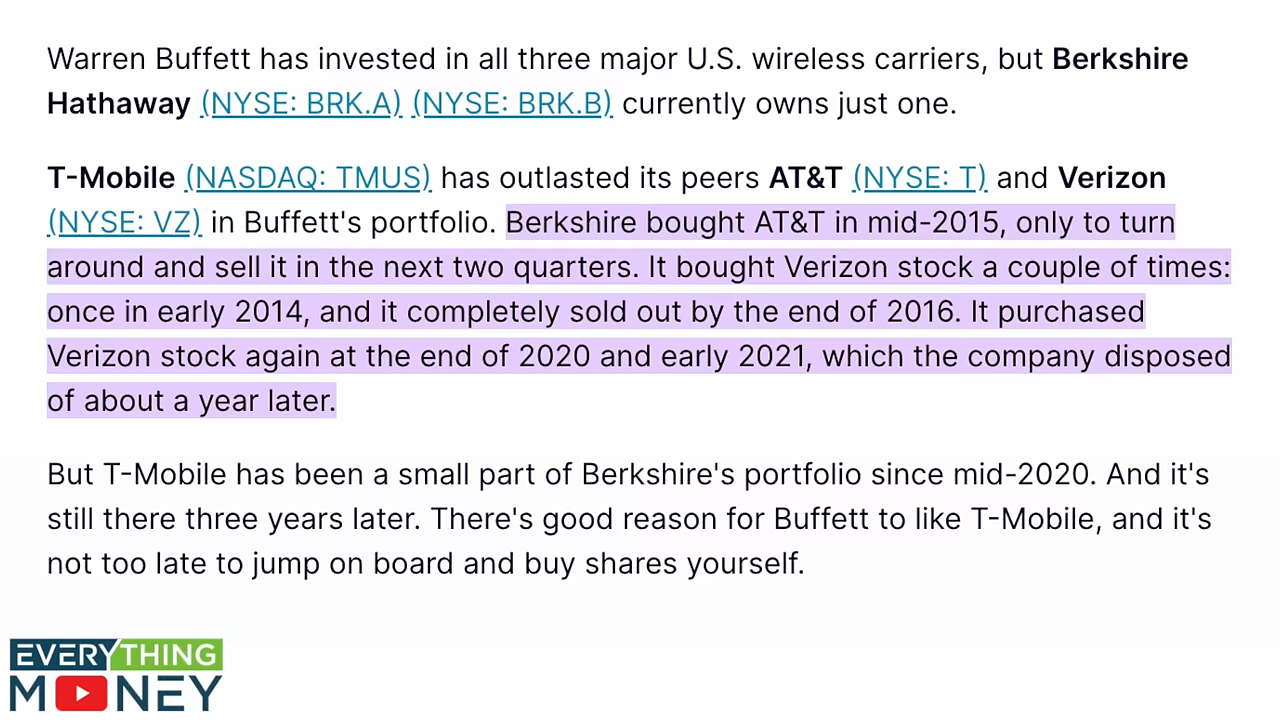 Warren Buffett has invested in all three major U.S. wireless carriers, but Berkshire
Hathaway (NYSE: BRK.A) (NYSE: BRK.B) currently owns just one.
T-Mobile (NASDAQ: TMUS) has outlasted its peers AT&T (NYSE: T) and Verizon
(NYSE: VZ) in Buffett's portfolio. Berkshire bought AT&T in mid-2015, only to turn
around and sell it in the next two quarters. It bought Verizon stock a couple of times:
once in early 2014, and it completely sold out by the end of 2016. It purchased
Verizon stock again at the end of 2020 and early 2021, which the company disposed
of about a year later.
But T-Mobile has been a small part of Berkshire's portfolio since mid-2020. And it's
still there three years later. There's good reason for Buffett to like T-Mobile, and it's
not too late to jump on board and buy shares yourself.
EVERYTHING
MONEY